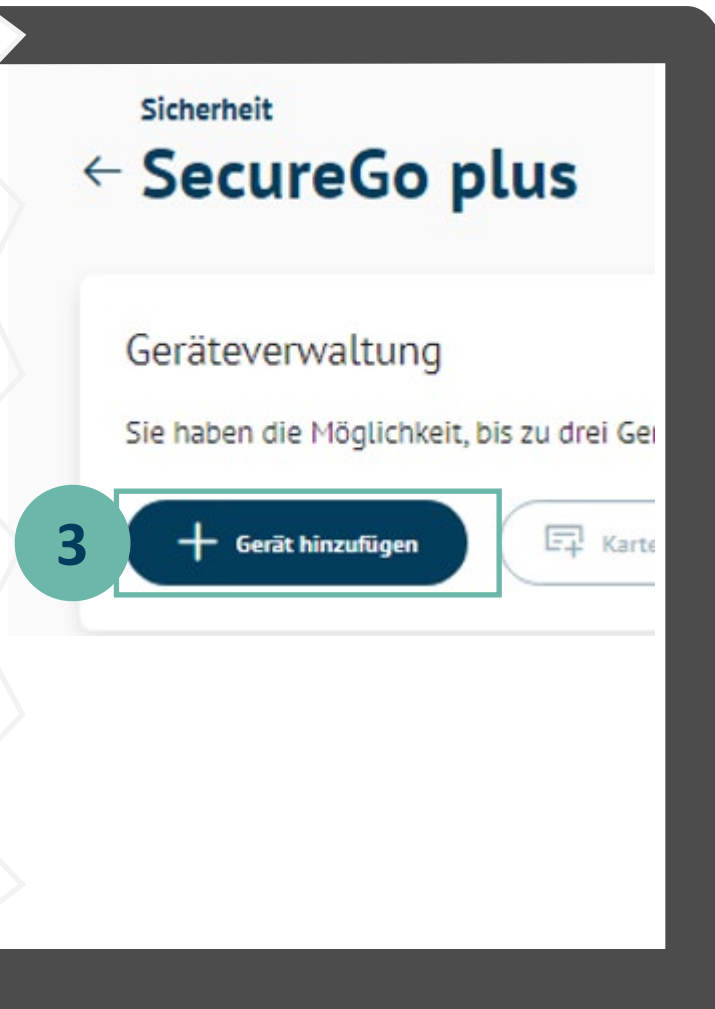 Sicherheit
← SecureGo plus
Geräteverwaltung
Sie haben die Möglichkeit, bis zu drei
3
+ Gerät hinzufügen